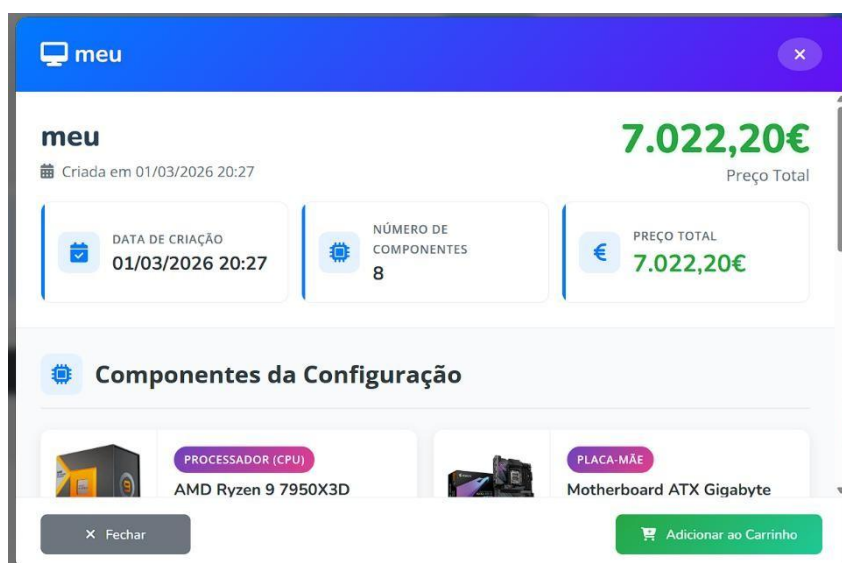 meu
meu
7.022,20€
Criada em 01/03/2026 20:27
Preço Total
DATA DE CRIAÇÃO
01/03/2026 20:27
NÚMERO DE
COMPONENTES
8
PREÇO TOTAL
7.022,20€
Componentes da Configuração
PROCESSADOR (CPU)
AMD Ryzen 9 7950X3D
PLACA-MÃE
Motherboard ATX Gigabyte
Fechar
Adicionar ao Carrinho